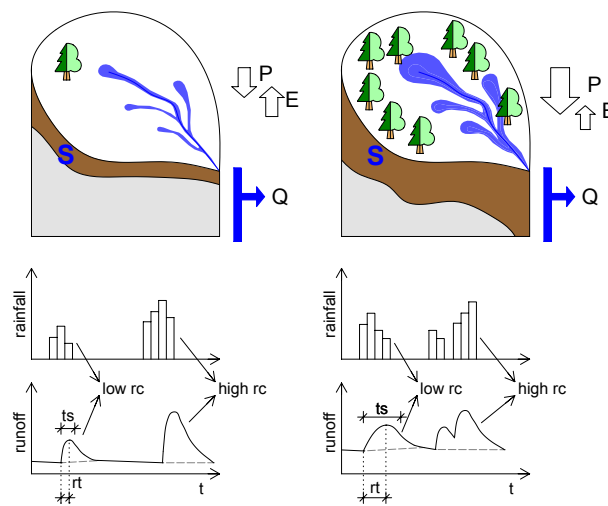 P
E
S
Q
P
E
S
Q
rainfall
low rc
high rc
runoff
ts
rt
t
rainfall
low rc
high rc
runoff
ts
rt
t